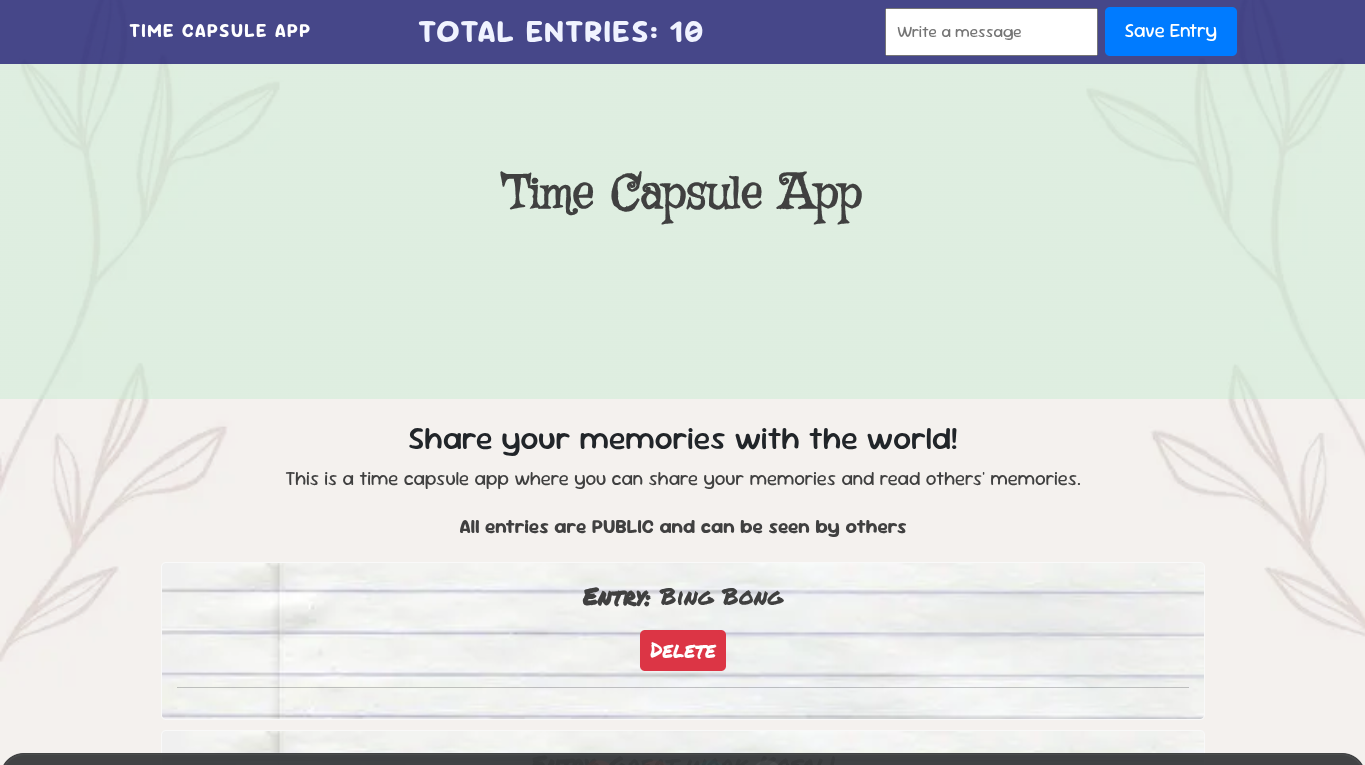 TIME CAPSULE APP
TOTAL ENTRIES: 10
Write a message
Save Entry
Time Capsule App
Share your memories with the world!
This is a time capsule app where you can share your memories and read others' memories.
All entries are PUBLIC and can be seen by others
Entry: Bing Bong
Delete